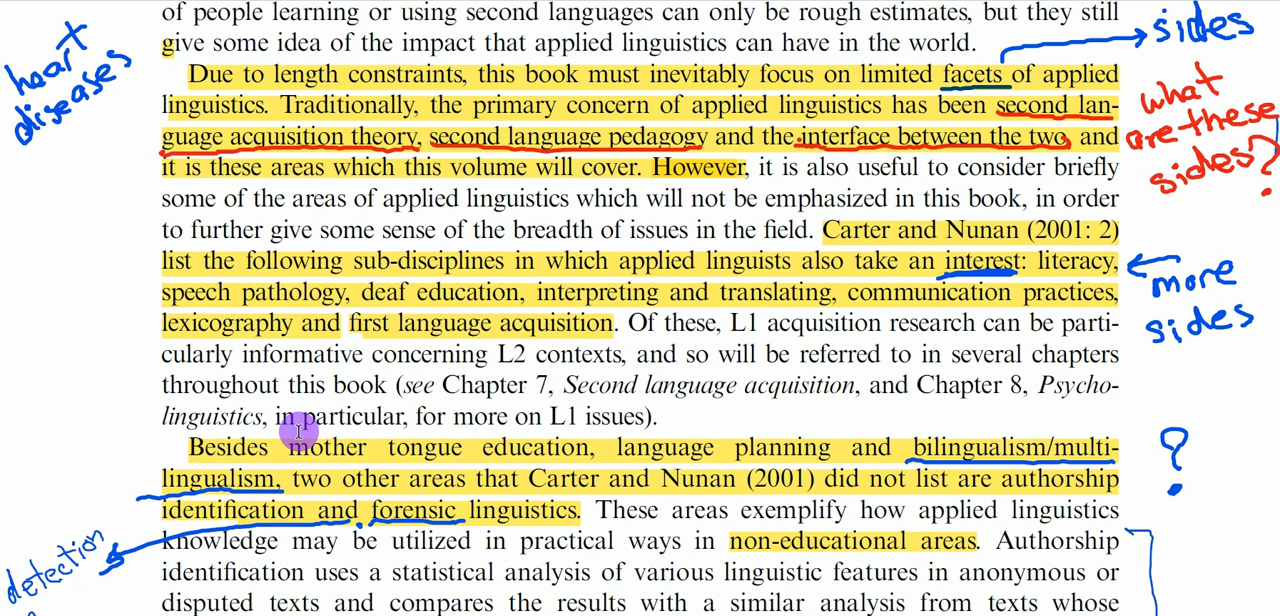 of people learning or using second languages can only be rough estimates, but they still
give some idea of the impact that applied linguistics can have in the world.
Due to length constraints, this book must inevitably focus on limited facets of applied
linguistics. Traditionally, the primary concern of applied linguistics has been second lan-
guage acquisition theory, second language pedagogy and the interface between the two, and
it is these areas which this volume will cover. However, it is also useful to consider briefly
some of the areas of applied linguistics which will not be emphasized in this book, in order
to further give some sense of the breadth of issues in the field. Carter and Nunan (2001: 2)
list the following sub-disciplines in which applied linguists also take an interest: literacy,
speech pathology, deaf education, interpreting and translating, communication practices,
lexicography and first language acquisition. Of these, L1 acquisition research can be parti-
cularly informative concerning L2 contexts, and so will be referred to in several chapters
throughout this book (see Chapter 7, Second language acquisition, and Chapter 8, Psycho-
linguistics, in particular, for more on L1 issues).
Besides mother tongue education, language planning and bilingualism/multi-
lingualism, two other areas that Carter and Nunan (2001) did not list are authorship
identification and forensic linguistics. These areas exemplify how applied linguistics
knowledge may be utilized in practical ways in non-educational areas. Authorship
identification uses a statistical analysis of various linguistic features in anonymous or
disputed texts and compares the results with a similar analysis from texts whose
heart
diseases
detection
sides
what
are these
sides?
more
sides
?